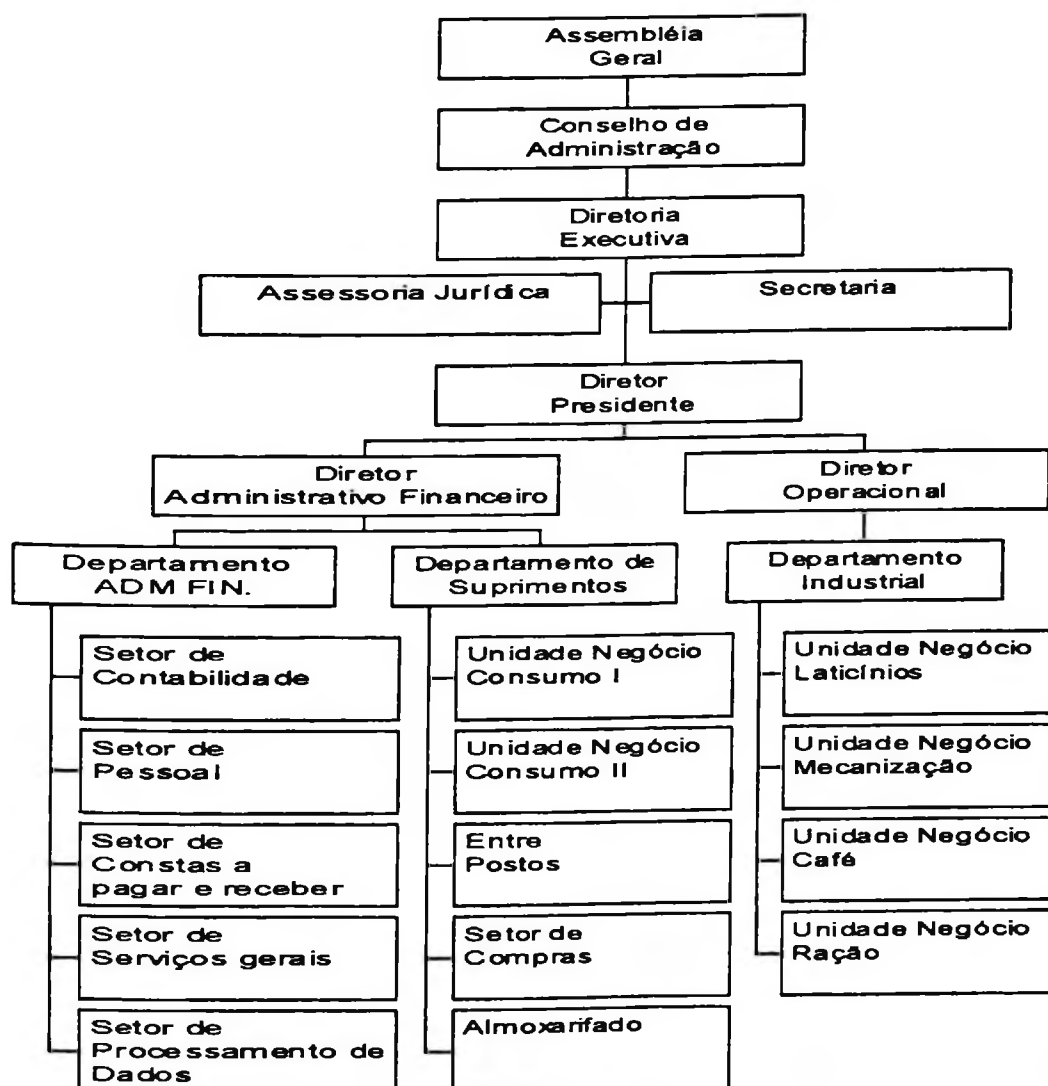 Assembléia
Geral
Conselho de
Administração
Diretoria
Executiva
Assessoria Jurídica
Secretaria
Diretor
Presidente
Diretor
Administrativo Financeiro
Diretor
Operacional
Departamento
ADM FIN.
Departamento de
Suprimentos
Departamento
Industrial
Setor de
Contabilidade
Setor de
Pessoal
Setor de
Constas a
pagar e receber
Setor de
Serviços gerais
Setor de
Processamento de
Dados
Unidade Negócio
Consumo I
Unidade Negócio
Consumo II
Entre
Postos
Setor de
Compras
Almoxarifado
Unidade Negócio
Laticínios
Unidade Negócio
Mecanização
Unidade Negócio
Café
Unidade Negócio
Ração